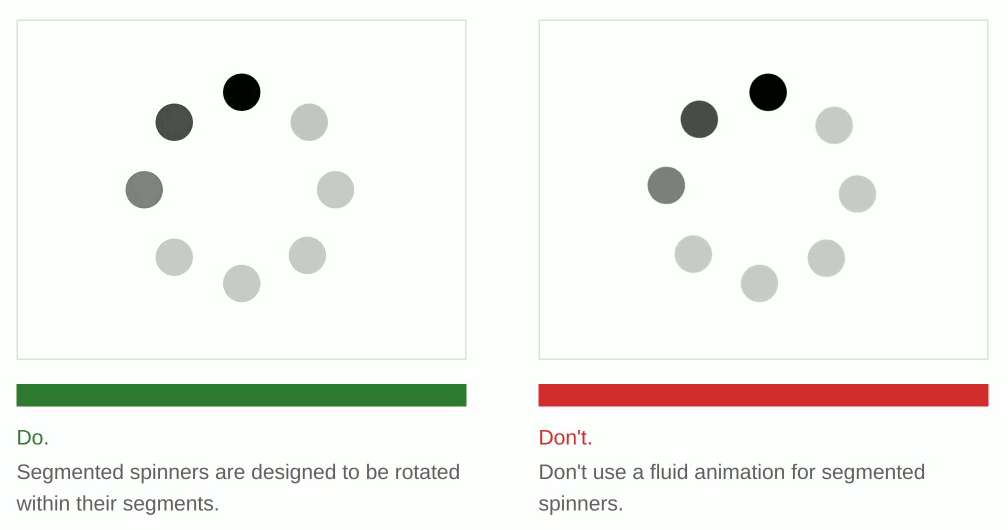 Do.
Segmented spinners are designed to be rotated
within their segments.
Don't.
Don't use a fluid animation for segmented
spinners.